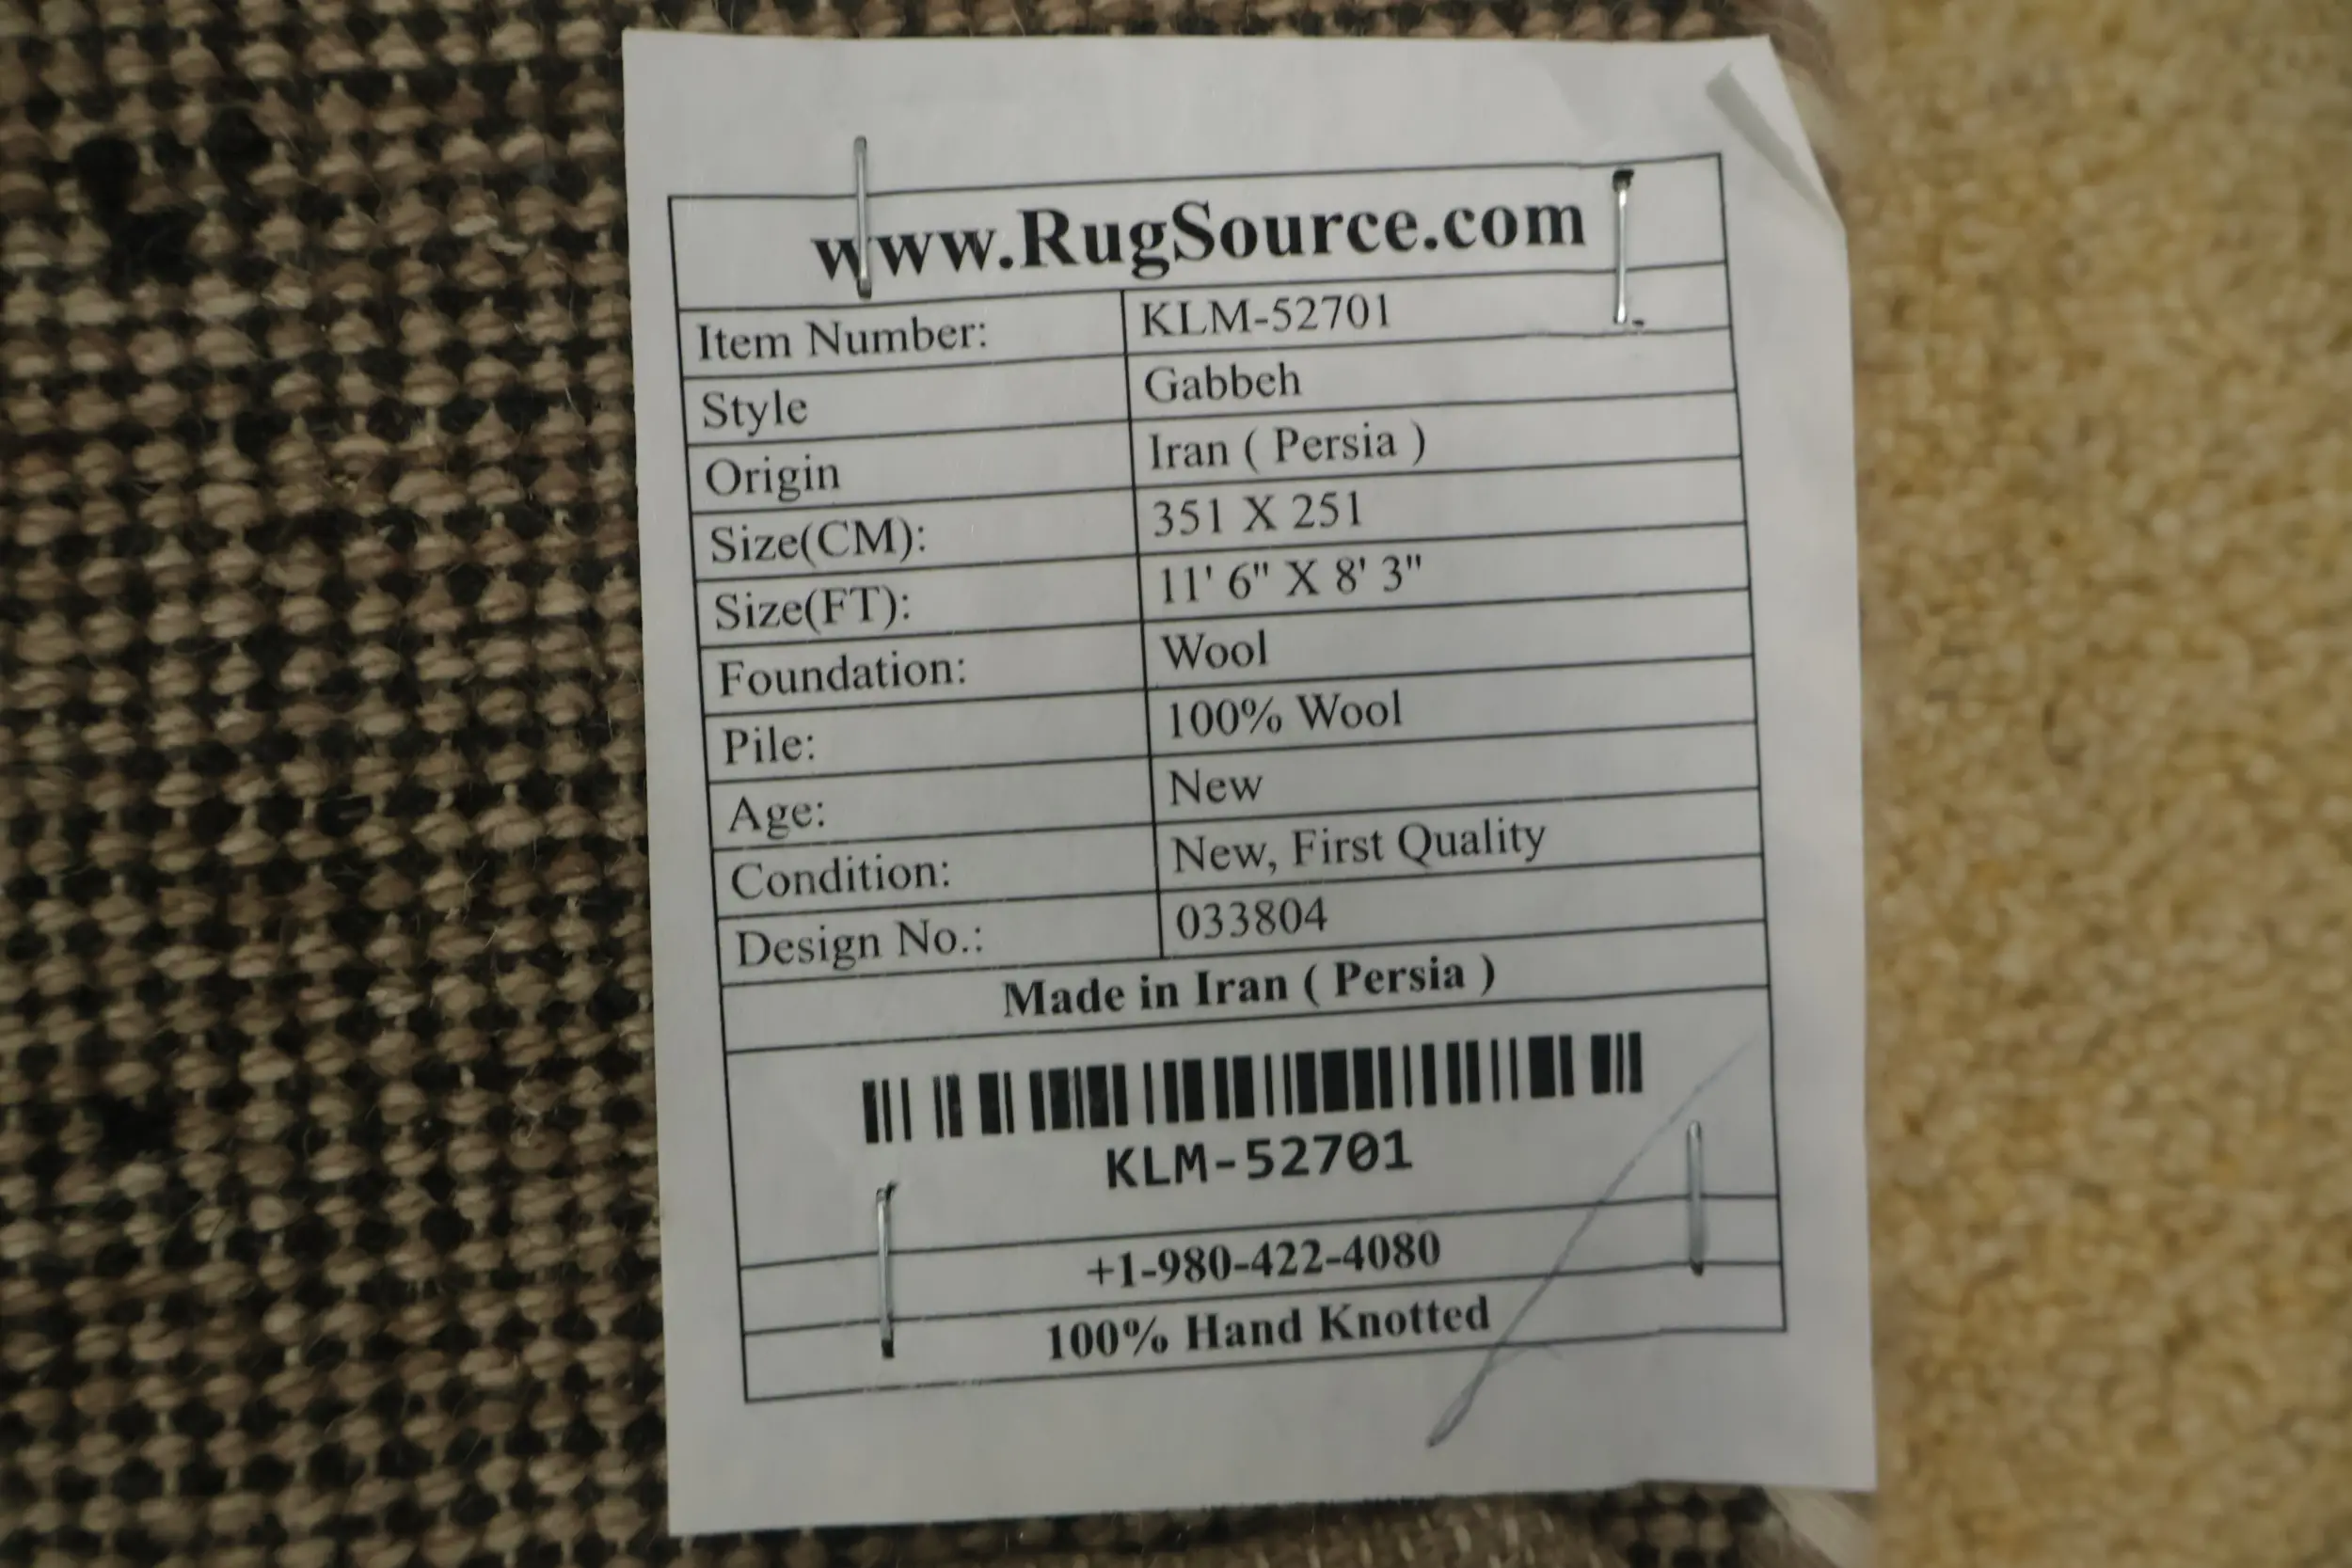 www.RugSource.com
Item Number: KLM-52701
Style Gabbeh
Origin Iran ( Persia )
Size(CM): 351 X 251
Size(FT): 11' 6" X 8' 3"
Foundation: Wool
Pile: 100% Wool
Age: New
Condition: New, First Quality
Design No.: 033804
Made in Iran ( Persia )
KLM-52701
+1-980-422-4080
100% Hand Knotted